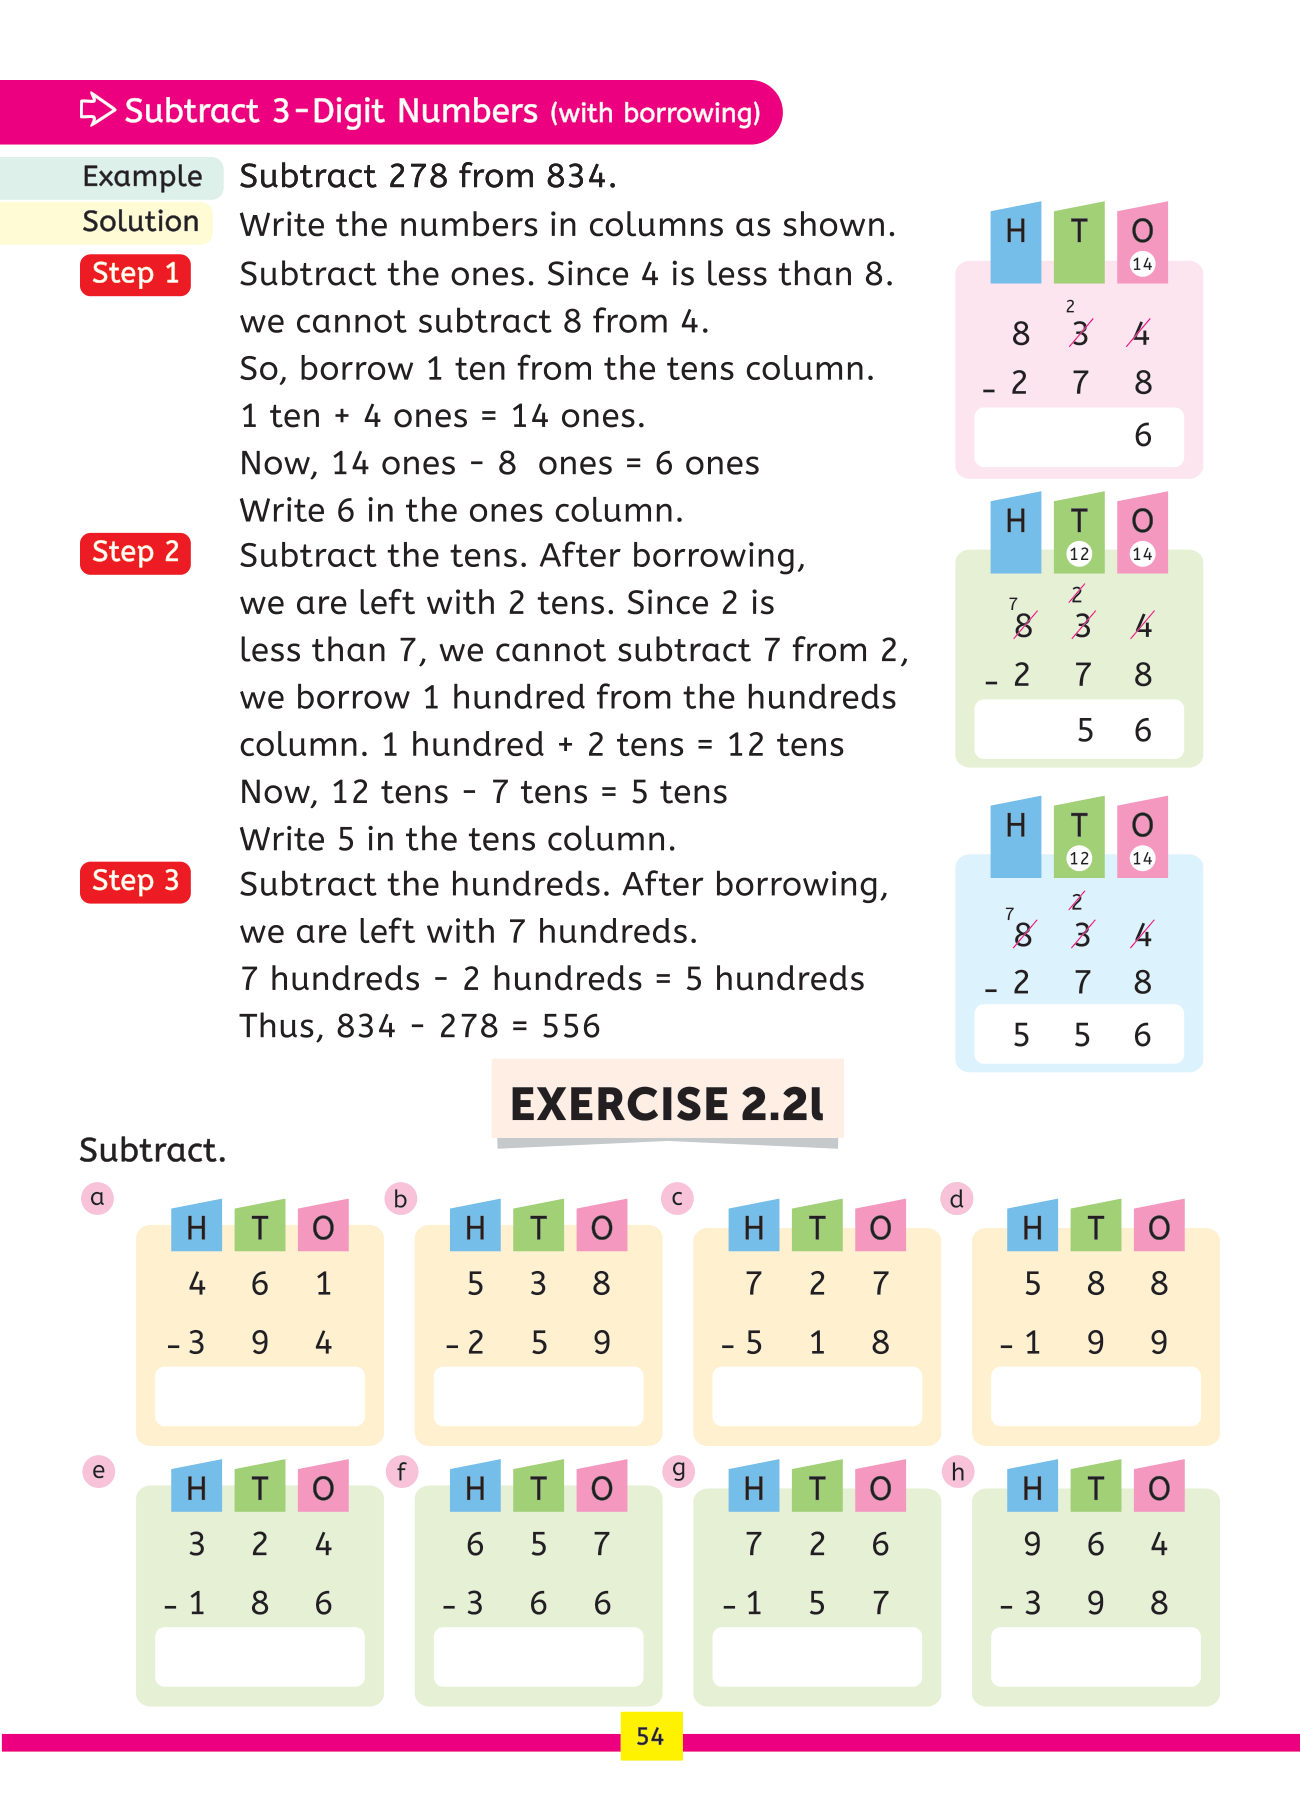 Subtract 3-Digit Numbers (with borrowing)
Example Subtract 278 from 834.
Solution Write the numbers in columns as shown.
Step 1 Subtract the ones. Since 4 is less than 8.
we cannot subtract 8 from 4.
So, borrow 1 ten from the tens column.
1 ten + 4 ones = 14 ones.
Now, 14 ones - 8 ones = 6 ones
Write 6 in the ones column.
H T O
14
2
8 3 4
- 2 7 8
6
Step 2 Subtract the tens. After borrowing,
we are left with 2 tens. Since 2 is
less than 7, we cannot subtract 7 from 2,
we borrow 1 hundred from the hundreds
column. 1 hundred + 2 tens = 12 tens
Now, 12 tens - 7 tens = 5 tens
Write 5 in the tens column.
H T O
12 14
7 2
8 3 4
- 2 7 8
5 6
Step 3 Subtract the hundreds. After borrowing,
we are left with 7 hundreds.
7 hundreds - 2 hundreds = 5 hundreds
Thus, 834 - 278 = 556
H T O
12 14
7 2
8 3 4
- 2 7 8
5 5 6
EXERCISE 2.2l
Subtract.
a
H T O
4 6 1
- 3 9 4
b
H T O
5 3 8
- 2 5 9
c
H T O
7 2 7
- 5 1 8
d
H T O
5 8 8
- 1 9 9
e
H T O
3 2 4
- 1 8 6
f
H T O
6 5 7
- 3 6 6
g
H T O
7 2 6
- 1 5 7
h
H T O
9 6 4
- 3 9 8
54